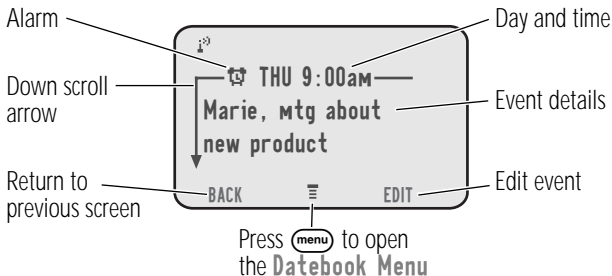 Alarm
Day and time
THU 9:00am
Down scroll
arrow
Marie, mtg about
new product
Event details
Return to
previous screen
BACK
EDIT
Edit event
Press menu to open
the Datebook Menu